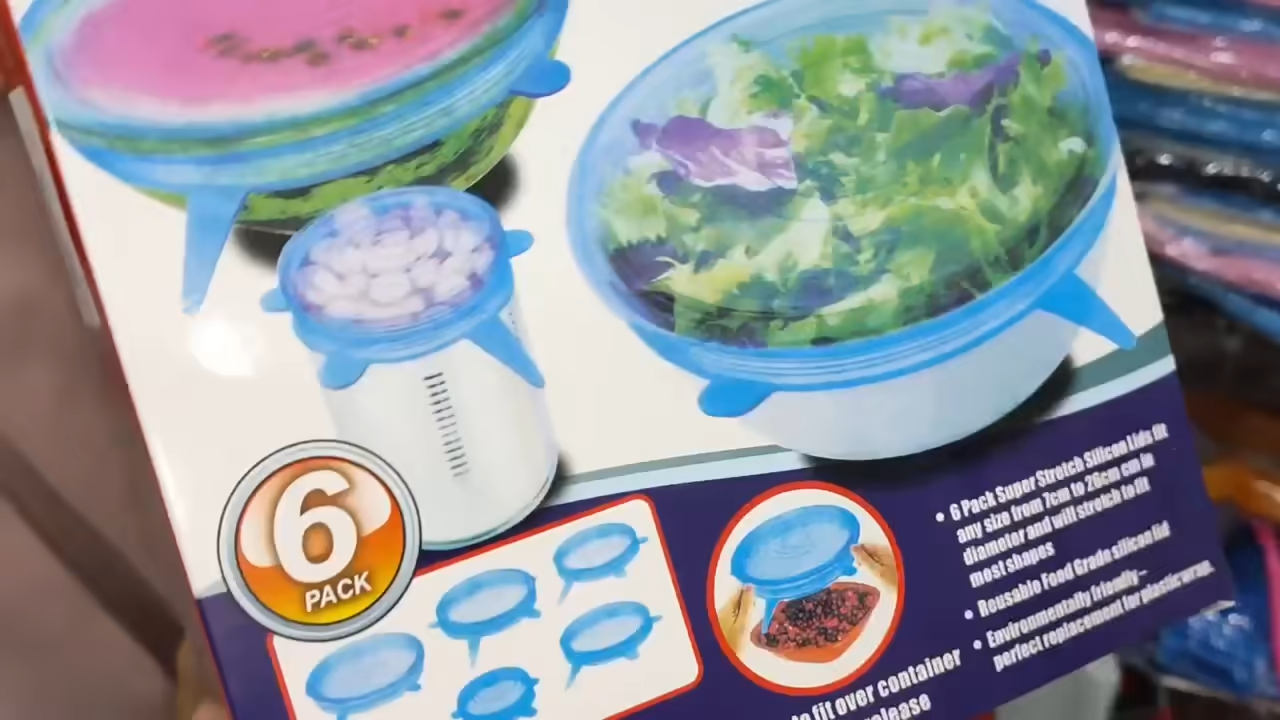 6
PACK
• 6 Pack Super Stretch Silicon Lids fit
any size from 7cm to 26cm cm in
diameter and will stretch to fit
most shapes
• Reusable Food Grade silicon lid
• Environmentally friendly–
perfect replacement for plastic wrap.
to fit over container
release